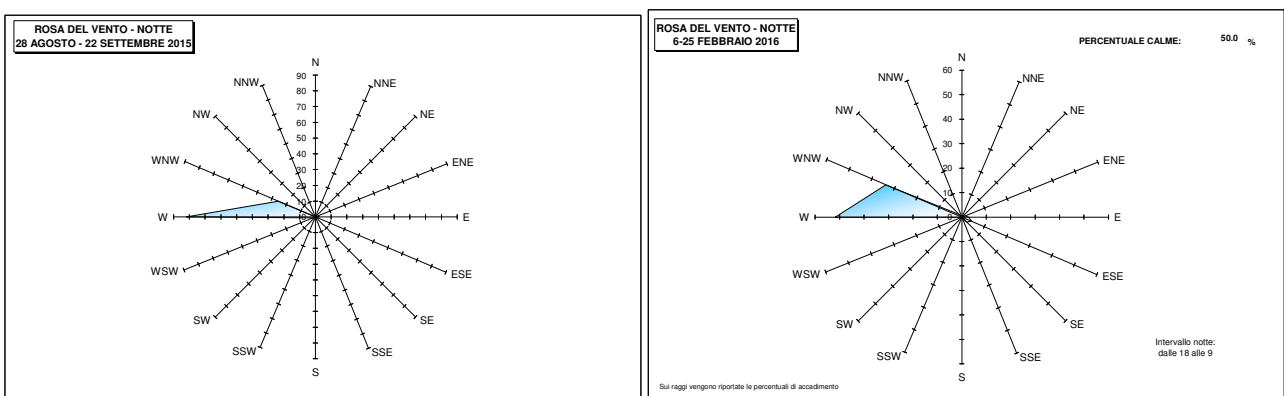 ROSA DEL VENTO - NOTTE
28 AGOSTO - 22 SETTEMBRE 2015
N
NNE
NE
ENE
E
ESE
SE
SSE
S
SSW
SW
WSW
W
WNW
NW
NNW
90
80
70
60
50
40
30
20
10
0
ROSA DEL VENTO - NOTTE
6-25 FEBBRAIO 2016
PERCENTUALE CALME: 50.0 %
N
NNE
NE
ENE
E
ESE
SE
SSE
S
SSW
SW
WSW
W
WNW
NW
NNW
60
50
40
30
20
10
0
Intervallo notte:
dalle 18 alle 9
Sui raggi vengono riportate le percentuali di accadimento